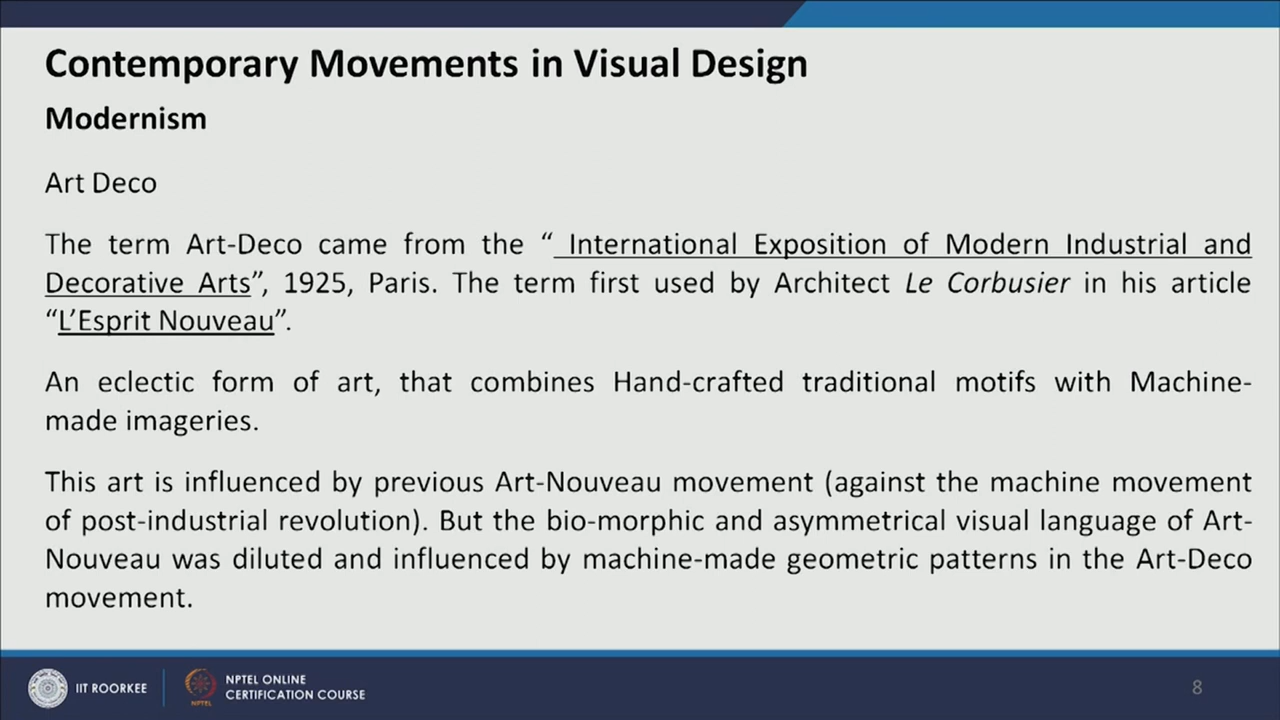 Contemporary Movements in Visual Design
Modernism
Art Deco
The term Art-Deco came from the “ International Exposition of Modern Industrial and
Decorative Arts”, 1925, Paris. The term first used by Architect Le Corbusier in his article
“L’Esprit Nouveau”.
An eclectic form of art, that combines Hand-crafted traditional motifs with Machine-
made imageries.
This art is influenced by previous Art-Nouveau movement (against the machine movement
of post-industrial revolution). But the bio-morphic and asymmetrical visual language of Art-
Nouveau was diluted and influenced by machine-made geometric patterns in the Art-Deco
movement.
IIT ROORKEE
NPTEL
NPTEL ONLINE
CERTIFICATION COURSE
8